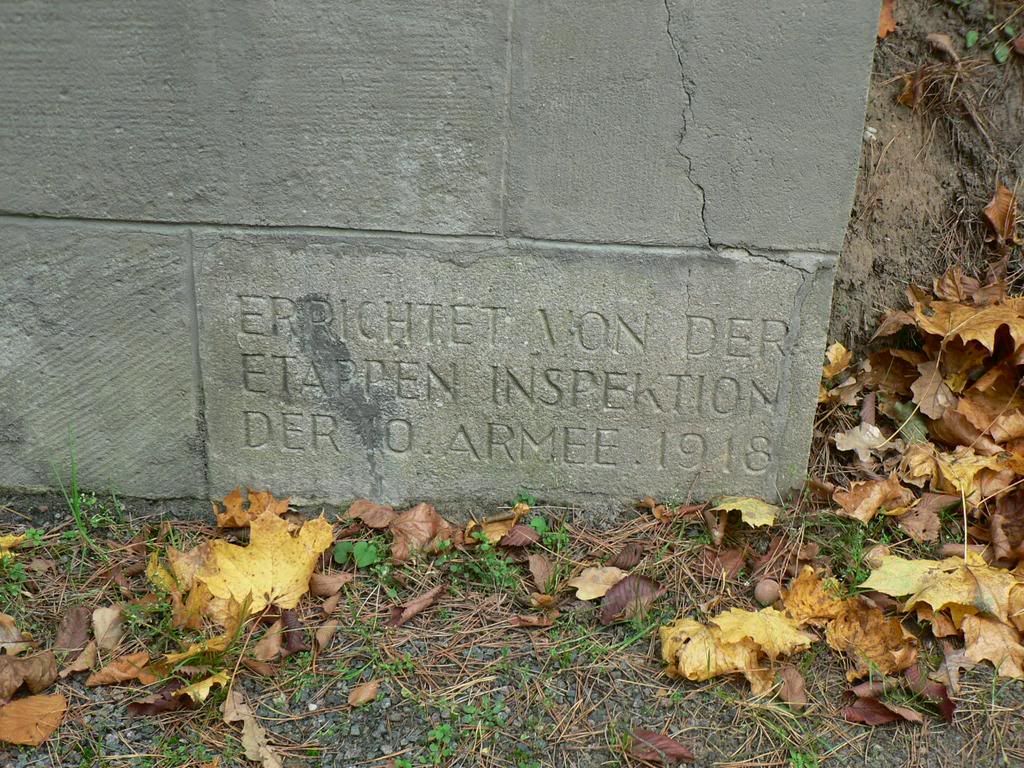 ERRICHTET VON DER
ETAPPEN INSPEKTION
DER 10. ARMEE. 1918